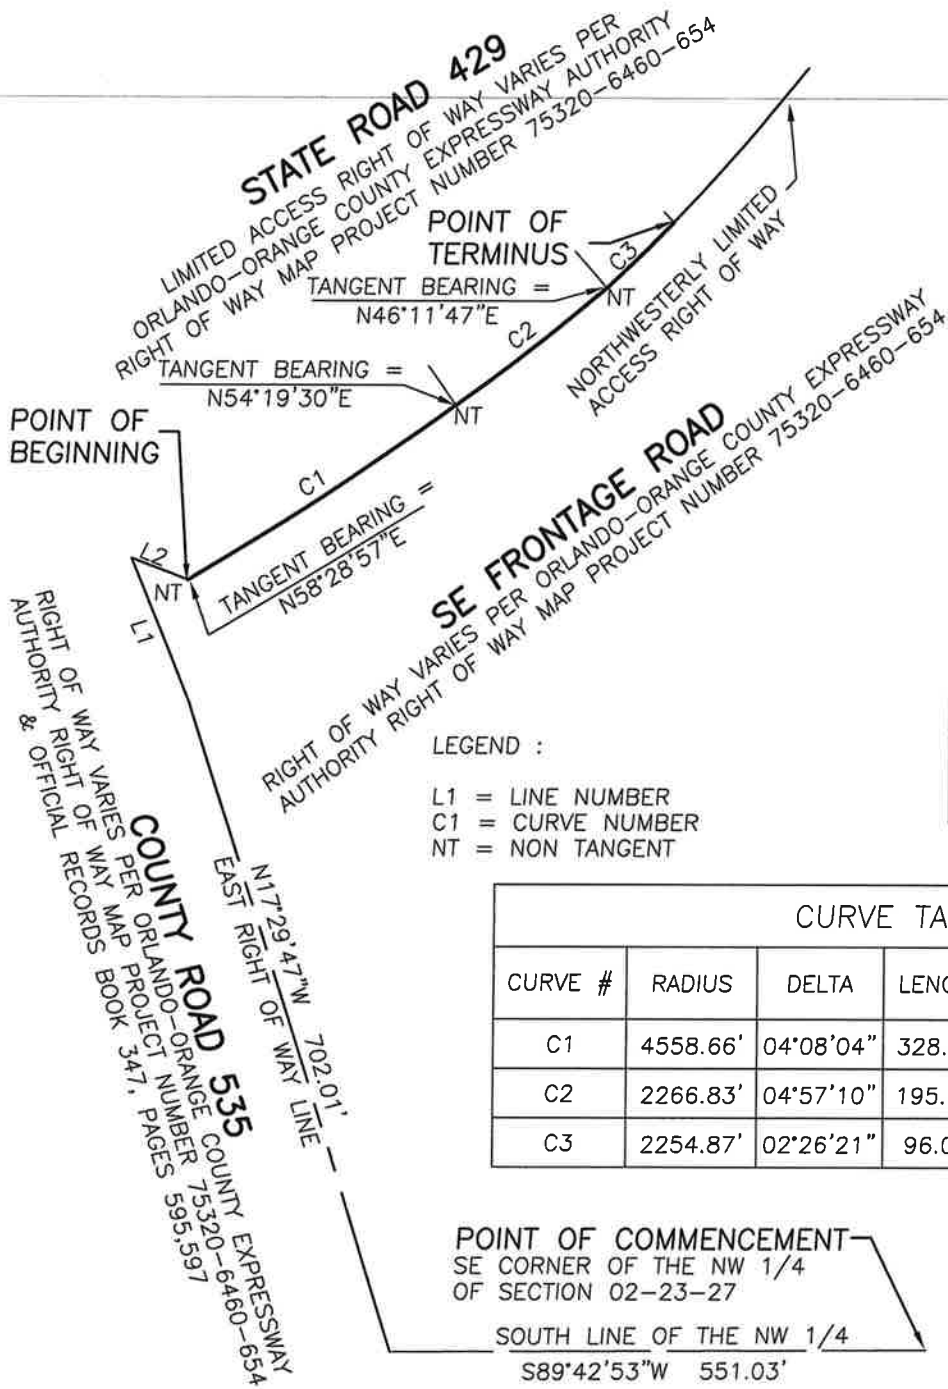 STATE ROAD 429
LIMITED ACCESS RIGHT OF WAY VARIES PER
ORLANDO-ORANGE COUNTY EXPRESSWAY AUTHORITY
RIGHT OF WAY MAP PROJECT NUMBER 75320-6460-654
POINT OF
TERMINUS
C3
TANGENT BEARING =
N46°11'47"E
NT
NORTHWESTERLY LIMITED
ACCESS RIGHT OF WAY
C2
TANGENT BEARING =
N54°19'30"E
NT
POINT OF
BEGINNING
C1
TANGENT BEARING =
N58°28'57"E
L2
NT
L1
SE FRONTAGE ROAD
RIGHT OF WAY VARIES PER ORLANDO-ORANGE COUNTY EXPRESSWAY
AUTHORITY RIGHT OF WAY MAP PROJECT NUMBER 75320-6460-654
COUNTY ROAD 535
RIGHT OF WAY VARIES PER ORLANDO-ORANGE COUNTY EXPRESSWAY
AUTHORITY RIGHT OF WAY MAP PROJECT NUMBER 75320-6460-654
& OFFICIAL RECORDS BOOK 347, PAGES 595,597
N17°29'47"W 702.01'
EAST RIGHT OF WAY LINE
LEGEND :
L1 = LINE NUMBER
C1 = CURVE NUMBER
NT = NON TANGENT
CURVE TA
CURVE # RADIUS DELTA LENG
C1 4558.66' 04°08'04" 328.
C2 2266.83' 04°57'10" 195.
C3 2254.87' 02°26'21" 96.0
POINT OF COMMENCEMENT
SE CORNER OF THE NW 1/4
OF SECTION 02-23-27
SOUTH LINE OF THE NW 1/4
S89°42'53"W 551.03'